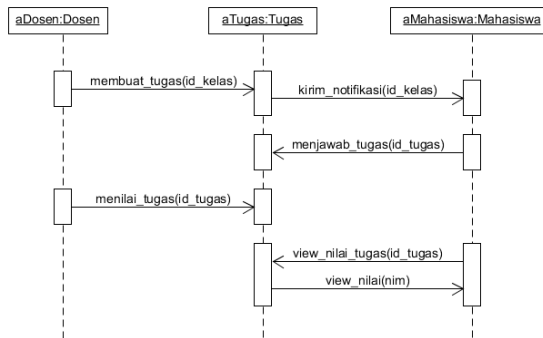 aDosen:Dosen
aTugas:Tugas
aMahasiswa:Mahasiswa
membuat_tugas(id_kelas)
kirim_notifikasi(id_kelas)
menjawab_tugas(id_tugas)
menilai_tugas(id_tugas)
view_nilai_tugas(id_tugas)
view_nilai(nim)